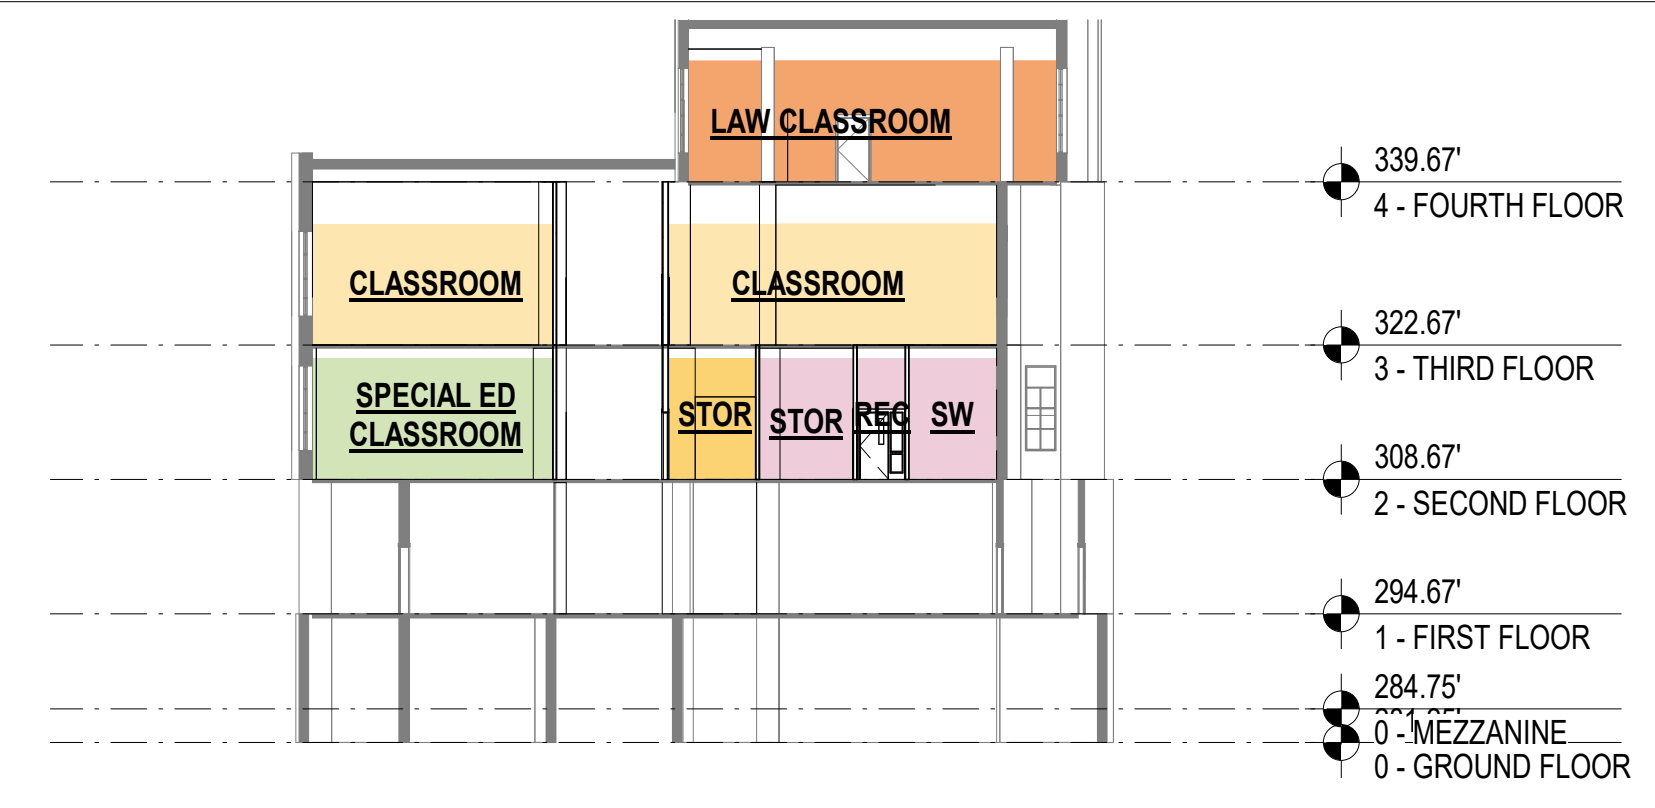 LAW CLASSROOM
339.67'
4 - FOURTH FLOOR
CLASSROOM
CLASSROOM
322.67'
3 - THIRD FLOOR
SPECIAL ED
CLASSROOM
STOR
STOR
REC
SW
308.67'
2 - SECOND FLOOR
294.67'
1 - FIRST FLOOR
284.75'
0 - MEZZANINE
0 - GROUND FLOOR